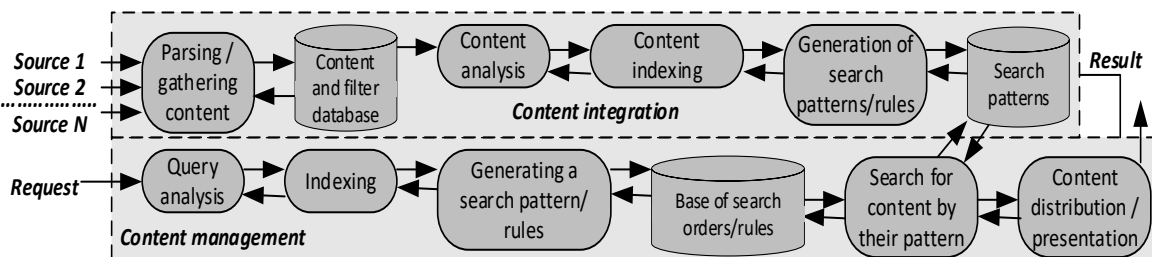 Source 1
Source 2
Source N
Parsing /
gathering
content
Content
and filter
database
Content
analysis
Content
indexing
Generation of
search
patterns/rules
Search
patterns
Result
Content integration
Request
Query
analysis
Indexing
Generating a
search pattern/
rules
Base of search
orders/rules
Search for
content by
their pattern
Content
distribution /
presentation
Content management